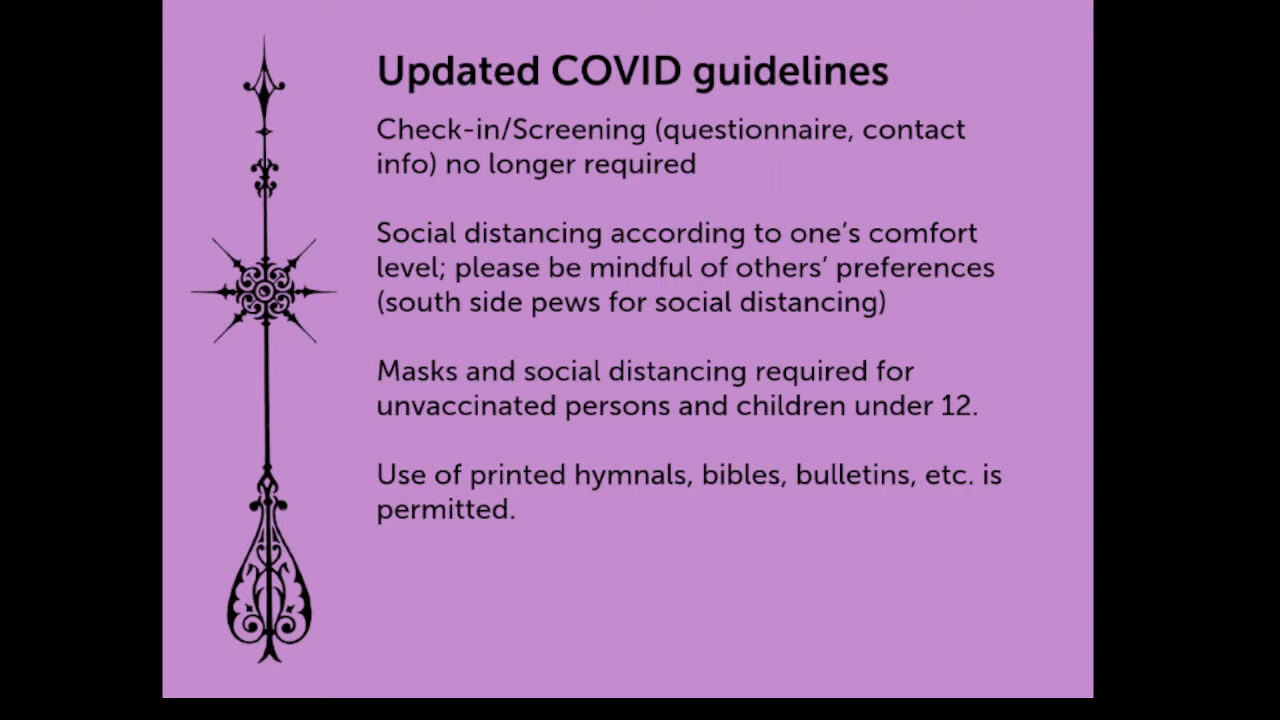 Updated COVID guidelines
Check-in/Screening (questionnaire, contact
info) no longer required
Social distancing according to one’s comfort
level; please be mindful of others’ preferences
(south side pews for social distancing)
Masks and social distancing required for
unvaccinated persons and children under 12.
Use of printed hymnals, bibles, bulletins, etc. is
permitted.